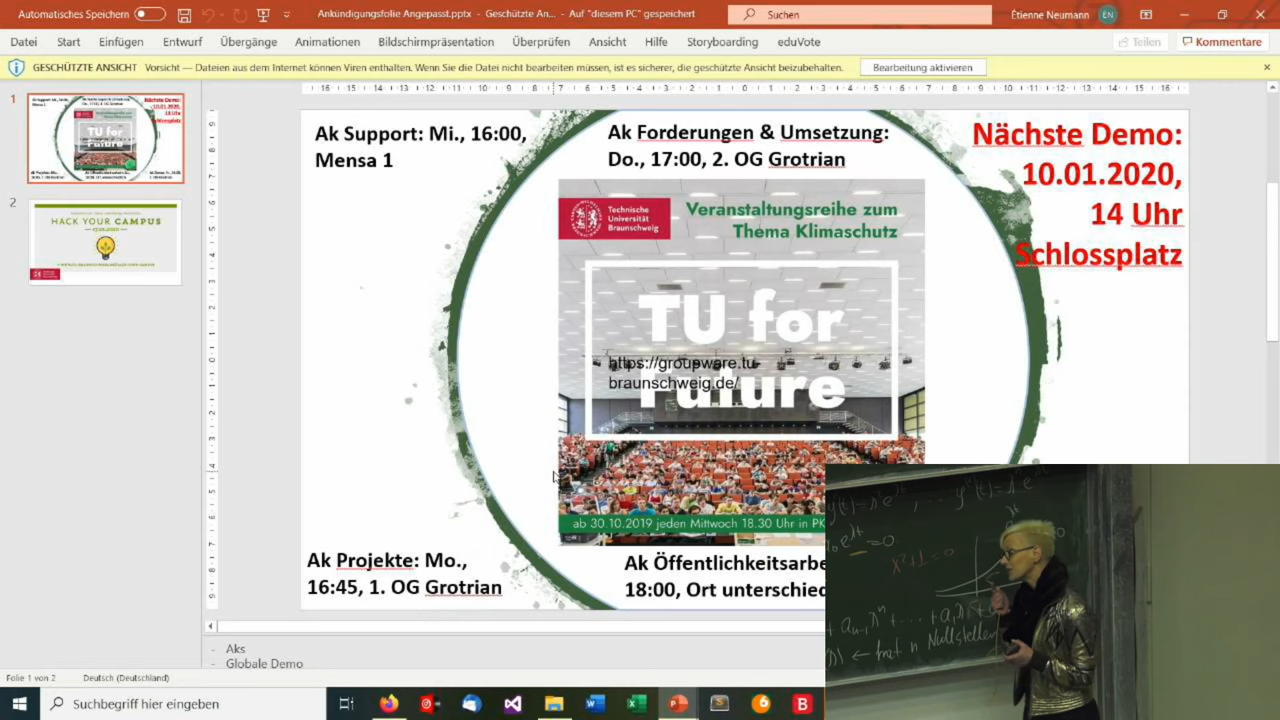 Automatisches Speichern
Ankündigungsfolie Angepasst.pptx - Geschützte An... - Auf "diesem PC" gespeichert
Suchen
Étienne Neumann
EN
Datei Start Einfügen Entwurf Übergänge Animationen Bildschirmpräsentation Überprüfen Ansicht Hilfe Storyboarding eduVote
Teilen
Kommentare
GESCHÜTZTE ANSICHT Vorsicht — Dateien aus dem Internet können Viren enthalten. Wenn Sie die Datei nicht bearbeiten müssen, ist es sicherer, die geschützte Ansicht beizubehalten.
Bearbeitung aktivieren
1
2
HACK YOUR CAMPUS
Ak Support: Mi., 16:00,
Mensa 1
Ak Forderungen & Umsetzung:
Do., 17:00, 2. OG Grotrian
Nächste Demo:
10.01.2020,
14 Uhr
Schlossplatz
Technische
Universität
Braunschweig
Veranstaltungsreihe zum
Thema Klimaschutz
TU for
Future
https://groupware.tu-
braunschweig.de/
ab 30.10.2019 jeden Mittwoch 18.30 Uhr in PK
Ak Projekte: Mo.,
16:45, 1. OG Grotrian
Ak Öffentlichkeitsarbe
18:00, Ort unterschied
← hat n Nullstellen
Aks
Globale Demo
Folie 1 von 2
Deutsch (Deutschland)
Suchbegriff hier eingeben